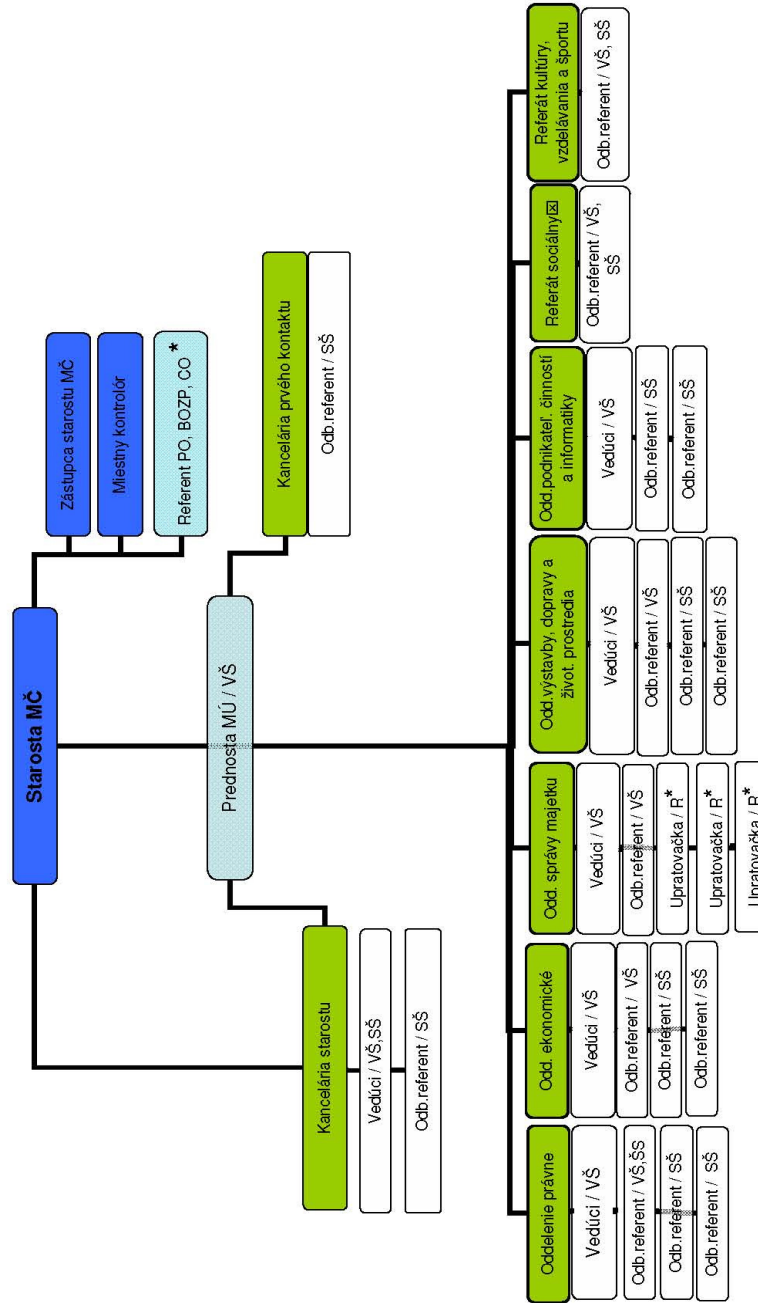 Starosta MČ
Zástupca starostu MČ
Miestny kontrolór
Referent PO, BOZP, CO *
Prednosta MÚ / VŠ
Kancelária starostu
Vedúci / VŠ,SŠ
Odb.referent / SŠ
Kancelária prvého kontaktu
Odb.referent / SŠ
Oddelenie právne
Vedúci / VŠ
Odb.referent / VŠ,SŠ
Odb.referent / SŠ
Odb.referent / SŠ
Odd. ekonomické
Vedúci / VŠ
Odb.referent / VŠ
Odb.referent / SŠ
Odb.referent / SŠ
Odd. správy majetku
Vedúci / VŠ
Odb.referent / VŠ
Upratovačka / R*
Upratovačka / R*
Upratovačka / R*
Odd.výstavby, dopravy a
život. prostredia
Vedúci / VŠ
Odb.referent / VŠ
Odb.referent / SŠ
Odb.referent / SŠ
Odd.podnikateľ. činností
a informatiky
Vedúci / VŠ
Odb.referent / SŠ
Odb.referent / SŠ
Referát sociálny
Odb.referent / VŠ,
SŠ
Referát kultúry,
vzdelávania a športu
Odb.referent / VŠ, SŠ